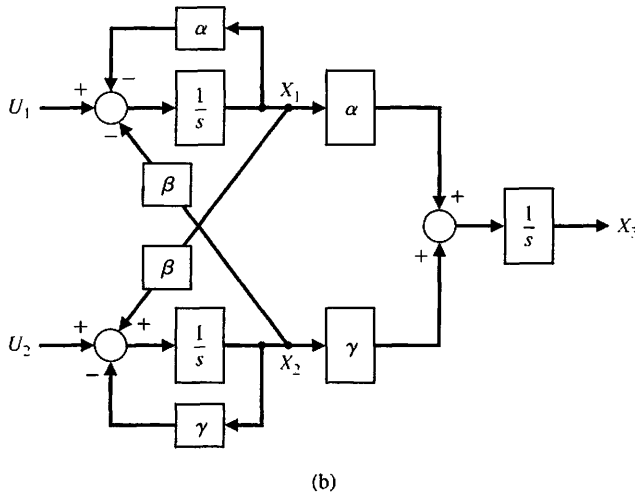 α
−
U₁
+
1/s
X₁
α
−
β
+
1/s
X₃
+
β
U₂
+
+
1/s
X₂
γ
−
γ
(b)